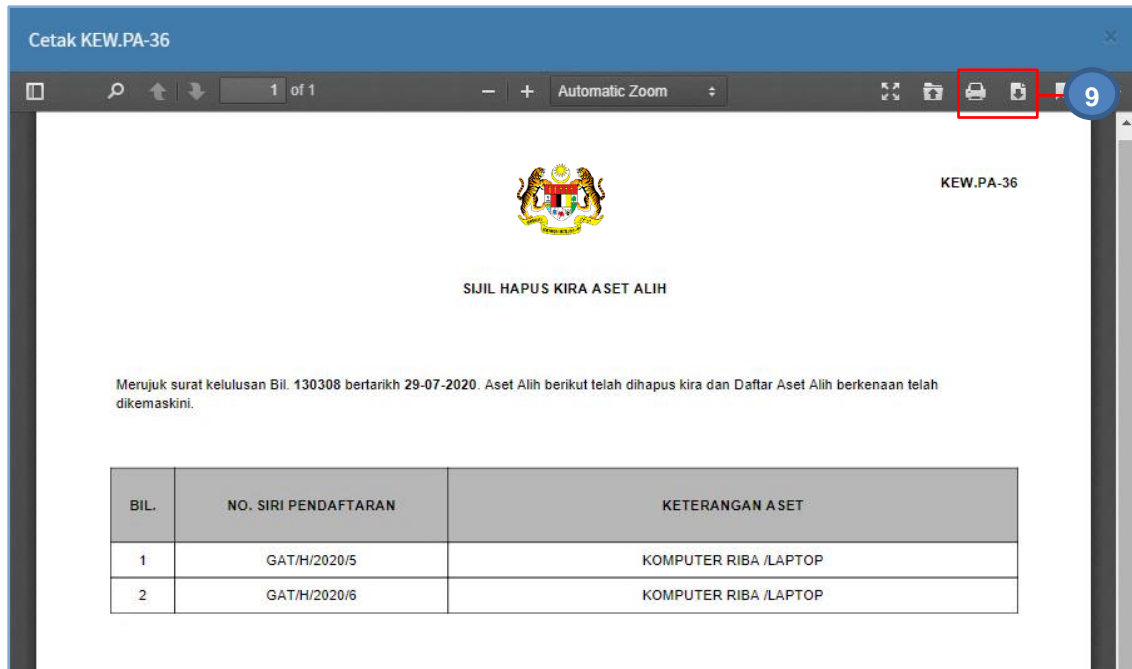 Cetak KEW.PA-36
1 of 1
Automatic Zoom
9
KEW.PA-36
SIJIL HAPUS KIRA ASET ALIH
Merujuk surat kelulusan Bil. 130308 bertarikh 29-07-2020. Aset Alih berikut telah dihapus kira dan Daftar Aset Alih berkenaan telah
dikemaskini.
BIL. NO. SIRI PENDAFTARAN KETERANGAN ASET
1 GAT/H/2020/5 KOMPUTER RIBA /LAPTOP
2 GAT/H/2020/6 KOMPUTER RIBA /LAPTOP